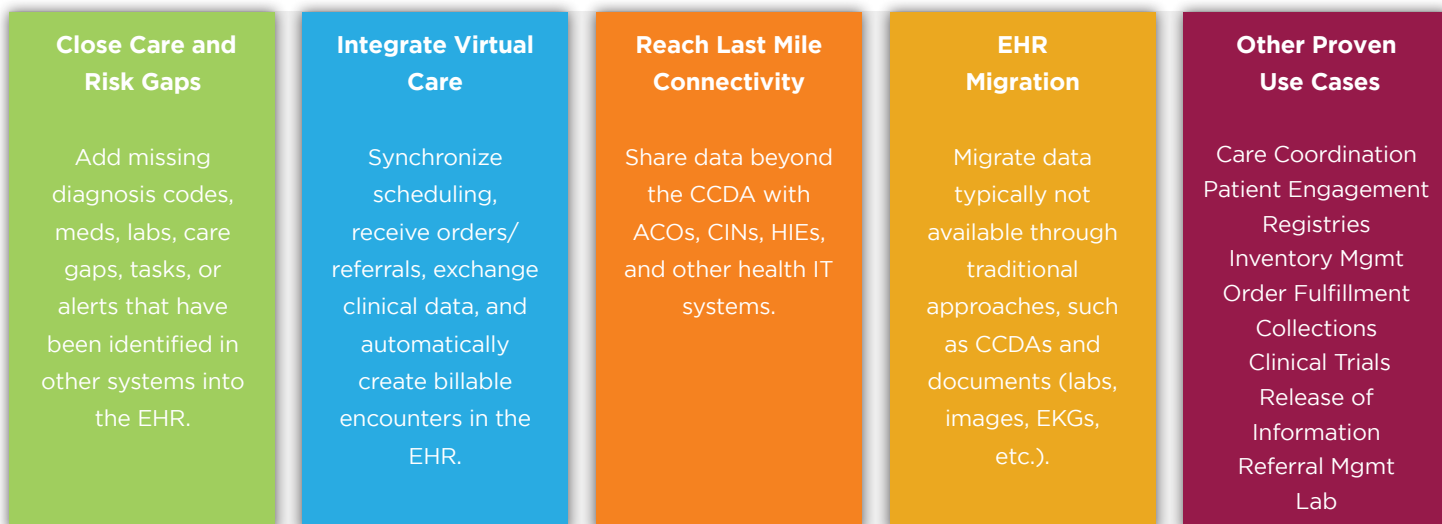 Close Care and
Risk Gaps
Add missing
diagnosis codes,
meds, labs, care
gaps, tasks, or
alerts that have
been identified in
other systems into
the EHR.
Integrate Virtual
Care
Synchronize
scheduling,
receive orders/
referrals, exchange
clinical data, and
automatically
create billable
encounters in the
EHR.
Reach Last Mile
Connectivity
Share data beyond
the CCDA with
ACOs, CINs, HIEs,
and other health IT
systems.
EHR
Migration
Migrate data
typically not
available through
traditional
approaches, such
as CCDAs and
documents (labs,
images, EKGs,
etc.).
Other Proven
Use Cases
Care Coordination
Patient Engagement
Registries
Inventory Mgmt
Order Fulfillment
Collections
Clinical Trials
Release of
Information
Referral Mgmt
Lab